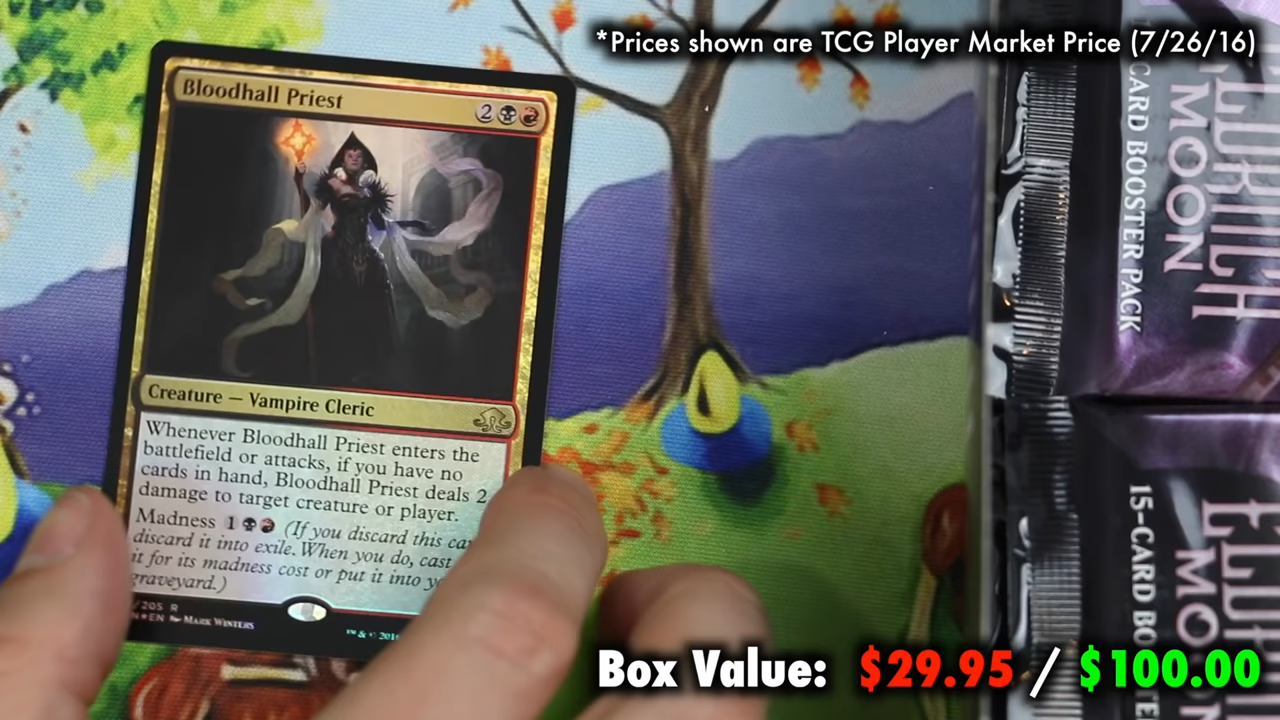 *Prices shown are TCG Player Market Price (7/26/16)
Bloodhall Priest
2
Creature — Vampire Cleric
Whenever Bloodhall Priest enters the
battlefield or attacks, if you have no
cards in hand, Bloodhall Priest deals 2
damage to target creature or player.
Madness 1 (If you discard this
discard it into exile. When you do, cast
it for its madness cost or put it into
graveyard.)
/205 R
EN MARK WINTERS
™ & © 201
MOON
CARD BOOSTER PACK
15-CARD
Box Value: $29.95 / $100.00